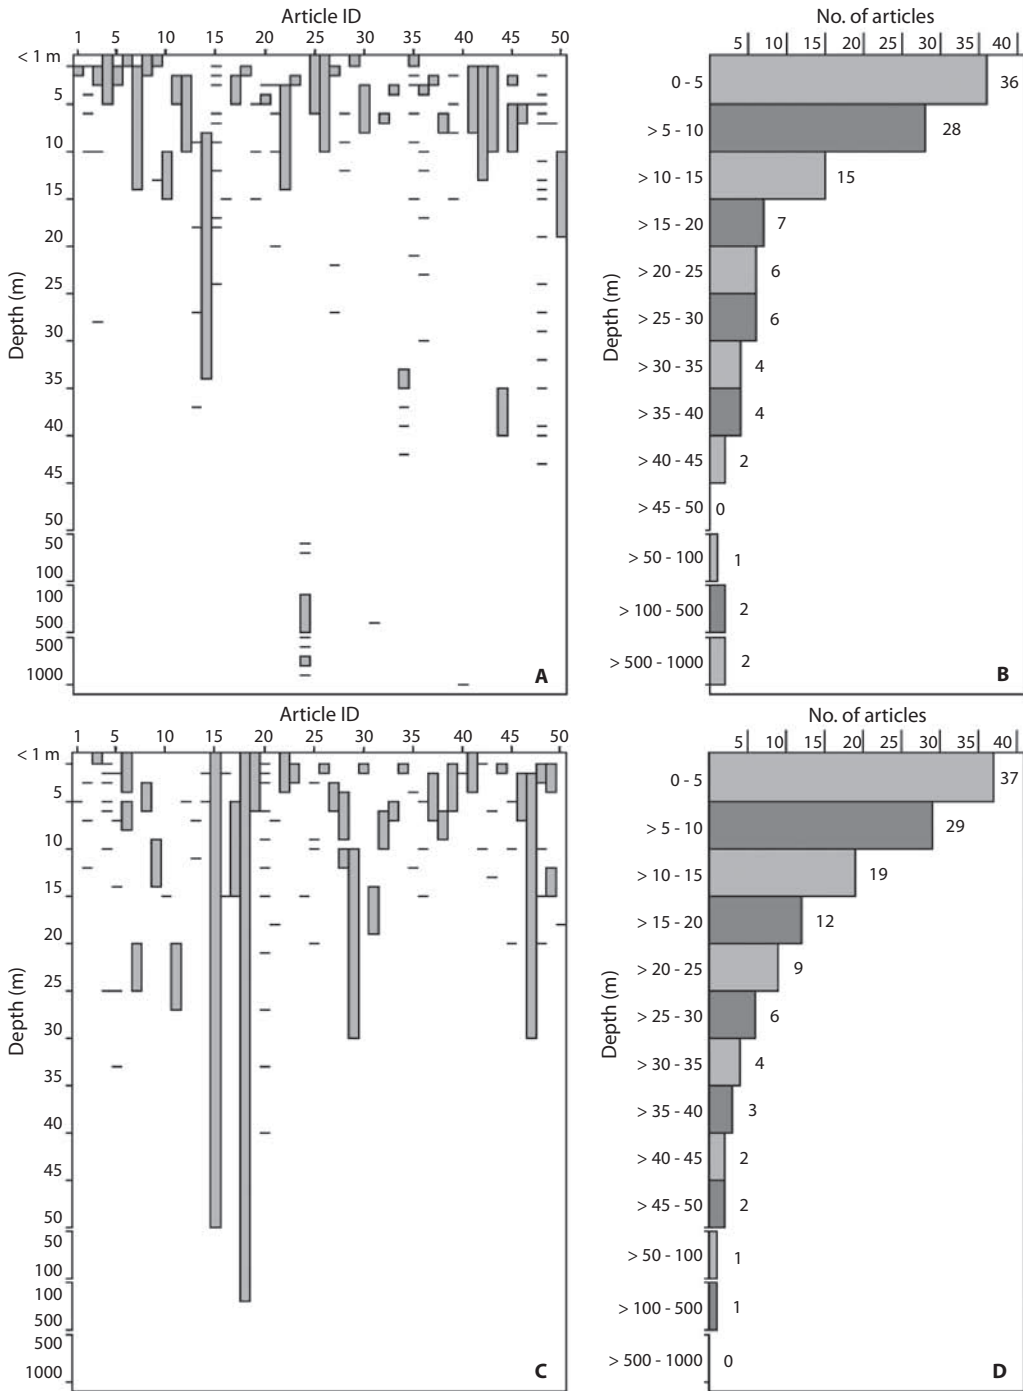 Article ID
1 5 10 15 20 25 30 35 40 45 50
< 1 m
5
10
15
20
25
30
35
40
45
50
50
100
100
500
500
1000
Depth (m)
A
No. of articles
5 10 15 20 25 30 35 40
0 - 5 36
> 5 - 10 28
> 10 - 15 15
> 15 - 20 7
> 20 - 25 6
> 25 - 30 6
> 30 - 35 4
> 35 - 40 4
> 40 - 45 2
> 45 - 50 0
> 50 - 100 1
> 100 - 500 2
> 500 - 1000 2
Depth (m)
B
Article ID
1 5 10 15 20 25 30 35 40 45 50
< 1 m
5
10
15
20
25
30
35
40
45
50
50
100
100
500
500
1000
Depth (m)
C
No. of articles
5 10 15 20 25 30 35 40
0 - 5 37
> 5 - 10 29
> 10 - 15 19
> 15 - 20 12
> 20 - 25 9
> 25 - 30 6
> 30 - 35 4
> 35 - 40 3
> 40 - 45 2
> 45 - 50 2
> 50 - 100 1
> 100 - 500 1
> 500 - 1000 0
Depth (m)
D